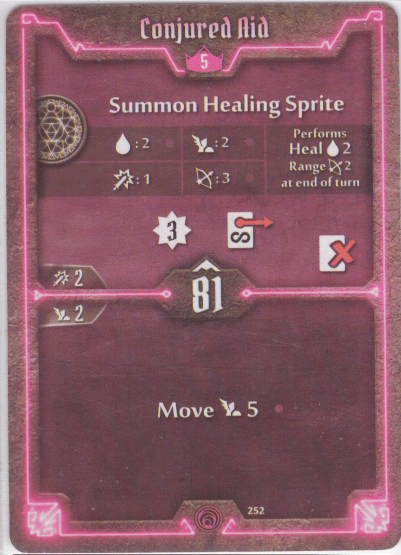 Conjured Aid
5
Summon Healing Sprite
: 2
: 2
: 1
: 3
Performs
Heal 2
Range 2
at end of turn
3
2
81
2
Move 5
252